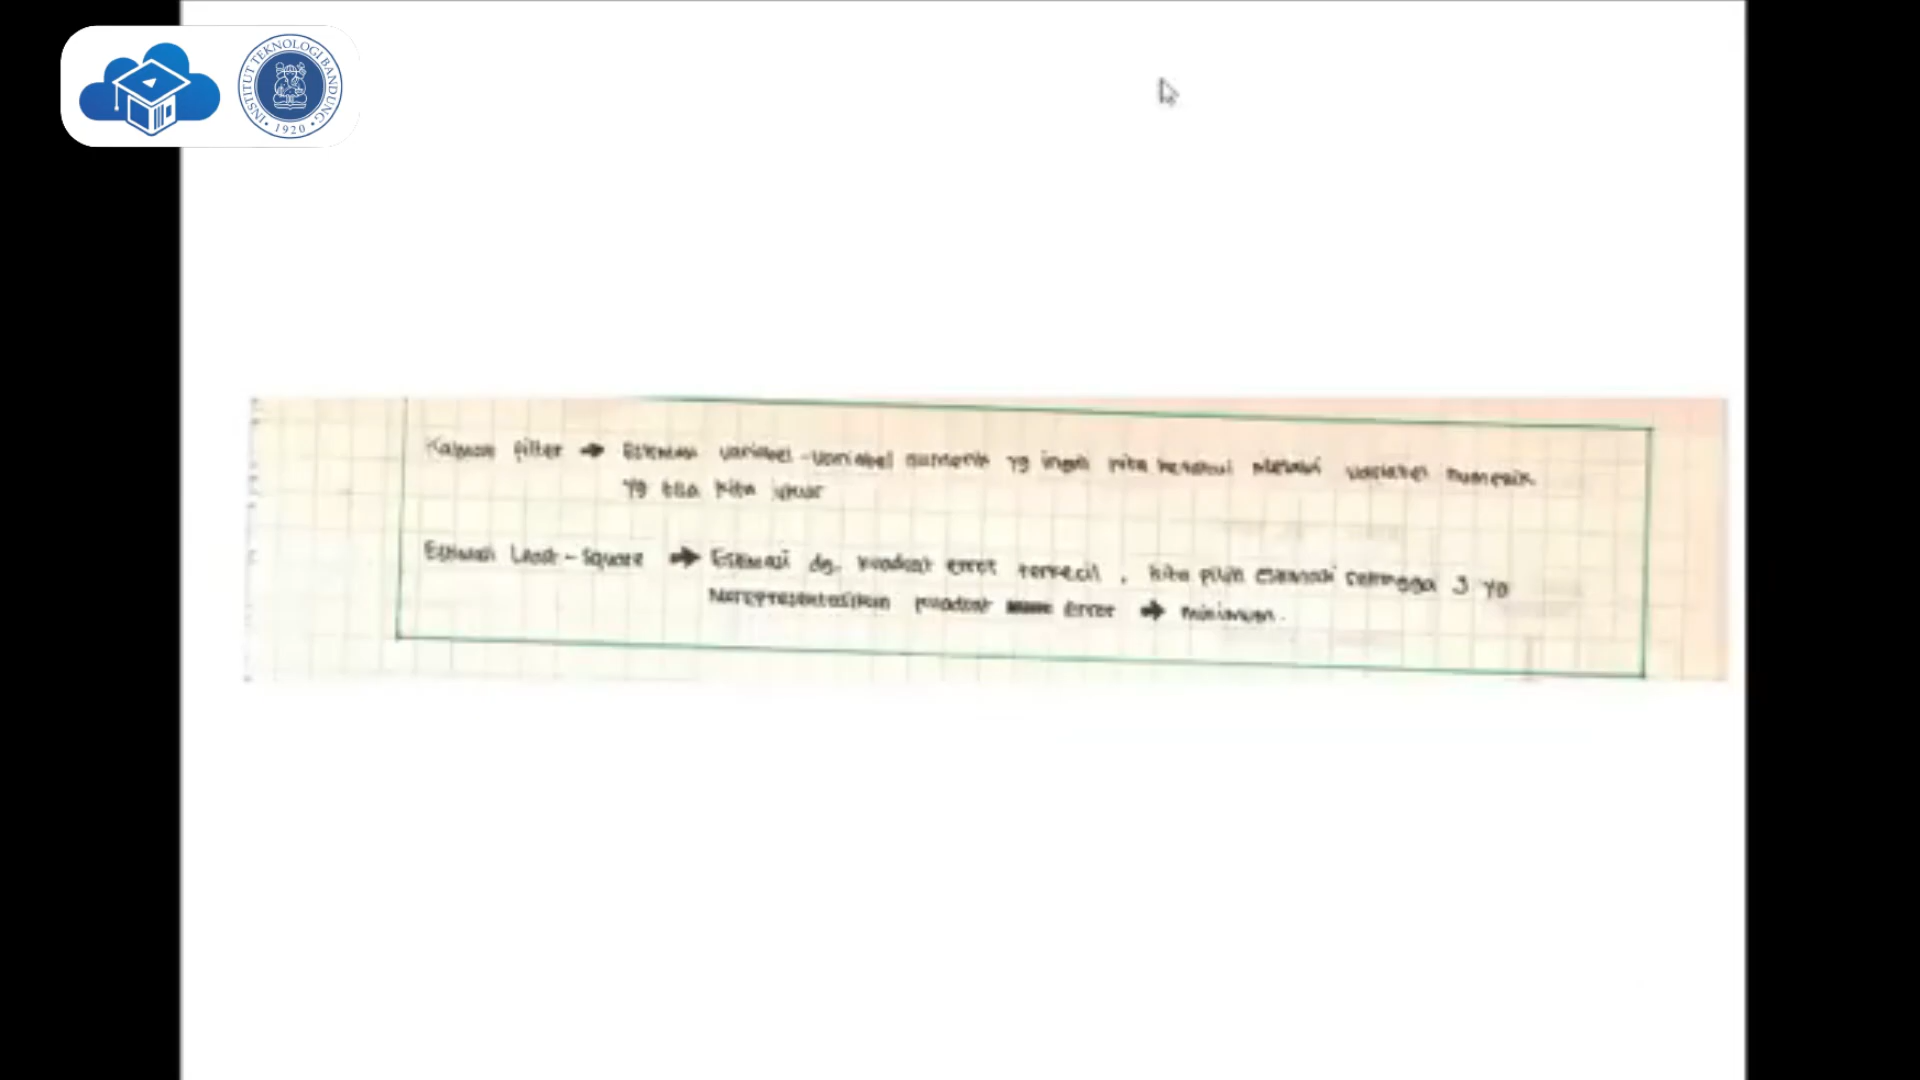 INSTITUT TEKNOLOGI BANDUNG
• 1920 •
Kalman filter → Estimasi variabel-variabel numerik yg ingin kita ketahui melalui variabel numerik
yg bisa kita ukur
Estimasi Least-Square → Estimasi dg. kuadrat error terkecil, kita pilih estimasi sehingga J yg
Merepresentasikan kuadrat error → minimum.